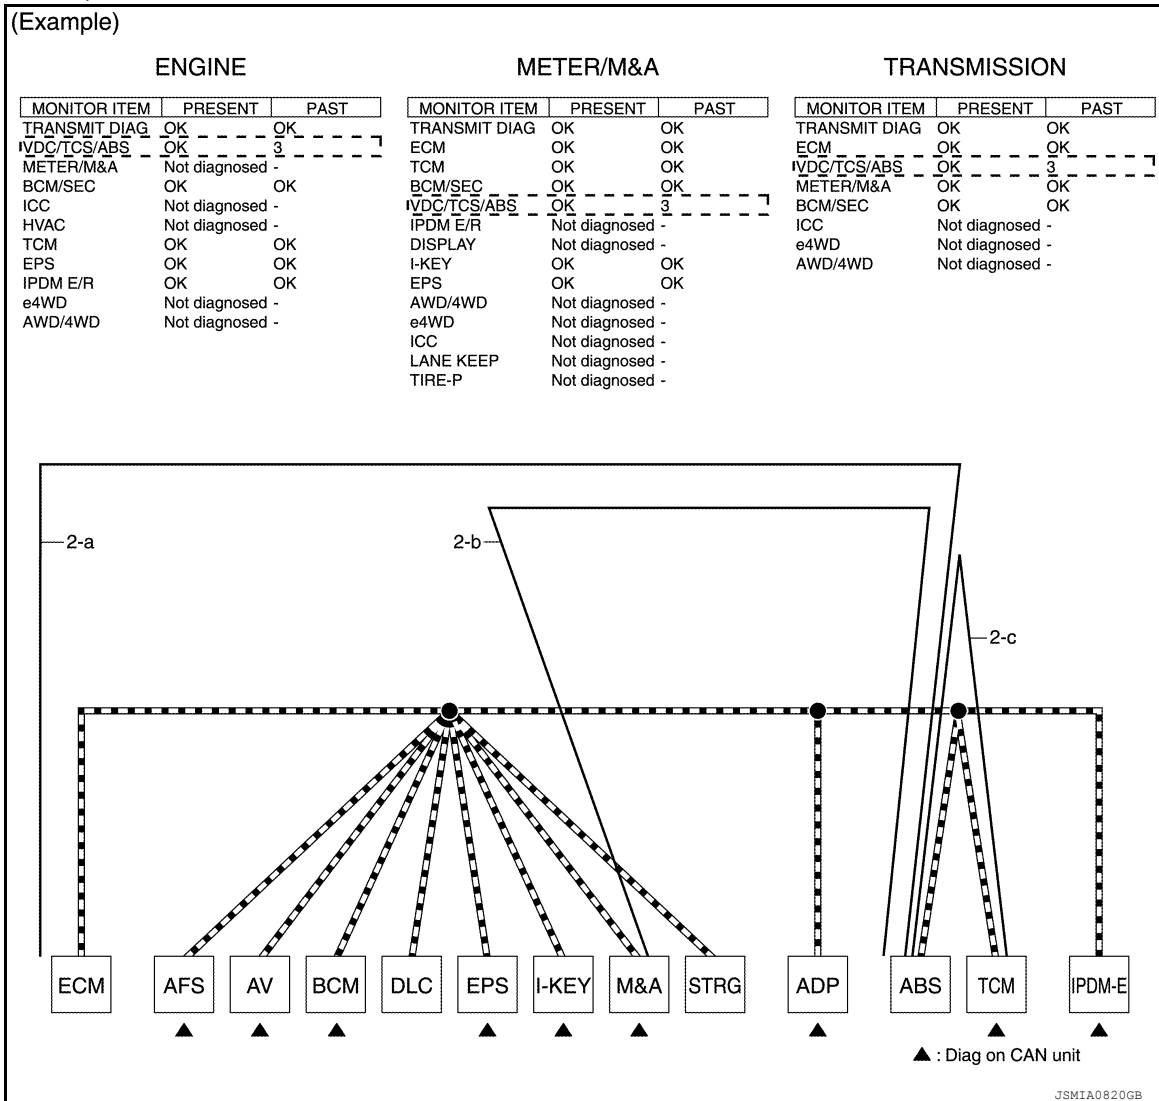 (Example)
ENGINE
MONITOR ITEM PRESENT PAST
TRANSMIT DIAG OK OK
VDC/TCS/ABS OK 3
METER/M&A Not diagnosed -
BCM/SEC OK OK
ICC Not diagnosed -
HVAC Not diagnosed -
TCM OK OK
EPS OK OK
IPDM E/R OK OK
e4WD Not diagnosed -
AWD/4WD Not diagnosed -
METER/M&A
MONITOR ITEM PRESENT PAST
TRANSMIT DIAG OK OK
ECM OK OK
TCM OK OK
BCM/SEC OK OK
VDC/TCS/ABS OK 3
IPDM E/R Not diagnosed -
DISPLAY Not diagnosed -
I-KEY OK OK
EPS OK OK
AWD/4WD Not diagnosed -
e4WD Not diagnosed -
ICC Not diagnosed -
LANE KEEP Not diagnosed -
TIRE-P Not diagnosed -
TRANSMISSION
MONITOR ITEM PRESENT PAST
TRANSMIT DIAG OK OK
ECM OK OK
VDC/TCS/ABS OK 3
METER/M&A OK OK
BCM/SEC OK OK
ICC Not diagnosed -
e4WD Not diagnosed -
AWD/4WD Not diagnosed -
2-a
2-b
2-c
ECM AFS AV BCM DLC EPS I-KEY M&A STRG ADP ABS TCM IPDM-E
▲ : Diag on CAN unit
JSMIA0820GB